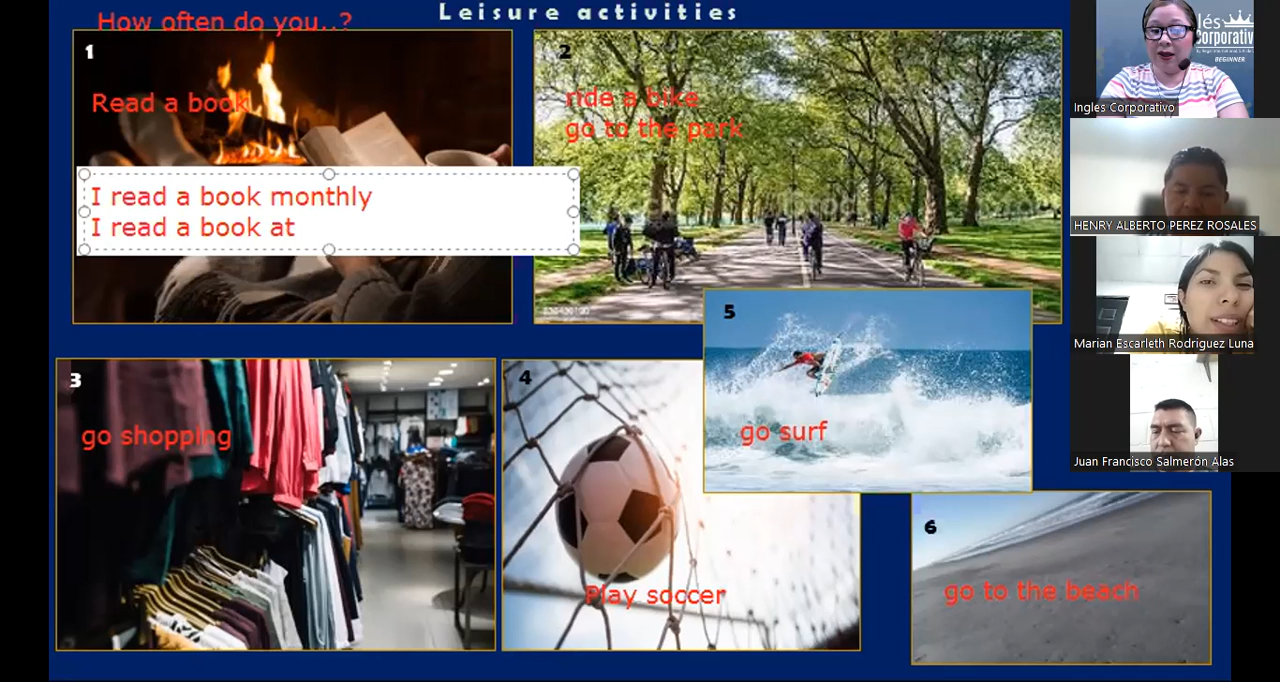 Leisure activities
How often do you..?
1
Read a book
I read a book monthly
I read a book at
2
ride a bike
go to the park
3
go shopping
4
Play soccer
5
go surf
6
go to the beach
BEGINNER
Ingles Corporativo
HENRY ALBERTO PEREZ ROSALES
Marian Escarleth Rodriguez Luna
Juan Francisco Salmerón Alas